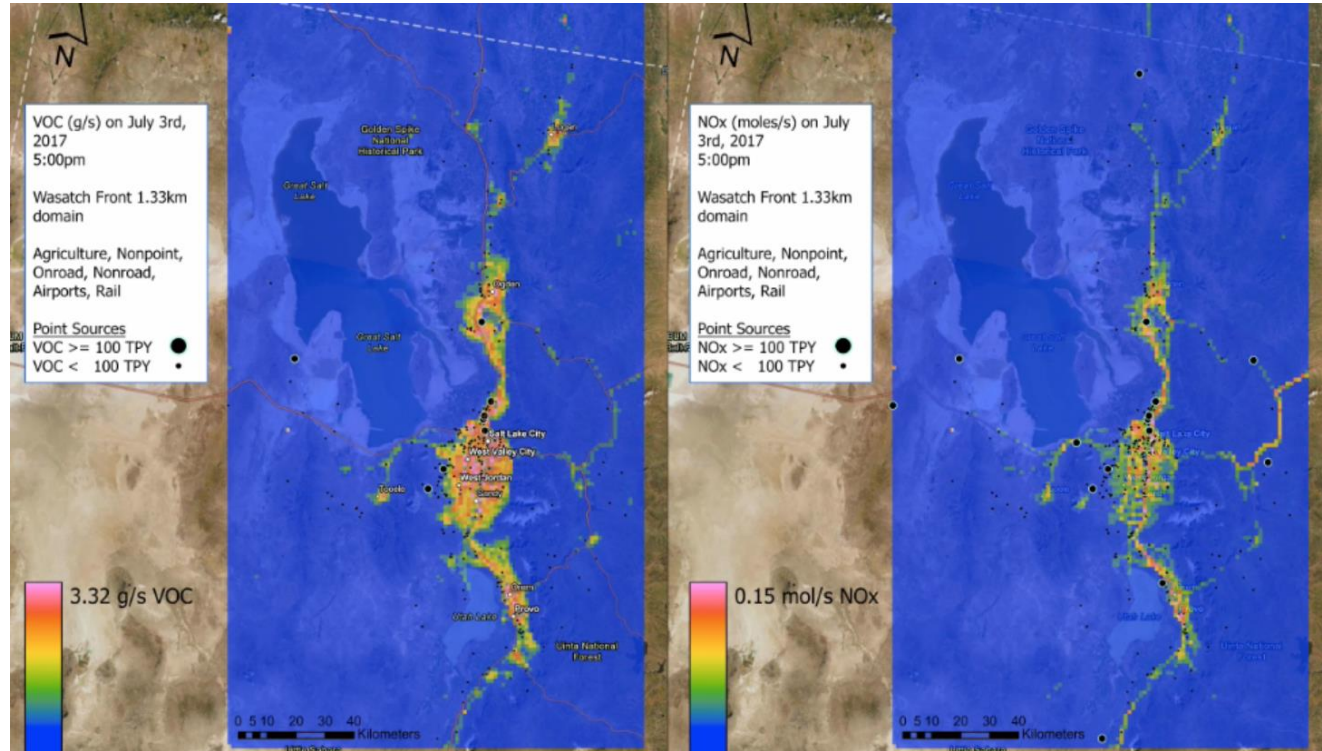 N
VOC (g/s) on July 3rd,
2017
5:00pm
Wasatch Front 1.33km
domain
Agriculture, Nonpoint,
Onroad, Nonroad,
Airports, Rail
Point Sources
VOC >= 100 TPY
VOC < 100 TPY
3.32 g/s VOC
Golden Spike
National
Historical Park
Logan
Great Salt
Lake
Ogden
Great Salt
Lake
Salt Lake City
West Valley City
West Jordan
Sandy
Tooele
Orem
Provo
Utah Lake
Uinta National
Forest
0 5 10 20 30 40
Kilometers
N
NOx (moles/s) on July
3rd, 2017
5:00pm
Wasatch Front 1.33km
domain
Agriculture, Nonpoint,
Onroad, Nonroad,
Airports, Rail
Point Sources
NOx >= 100 TPY
NOx < 100 TPY
0.15 mol/s NOx
Golden Spike
National
Historical Park
Great Salt
Lake
Great Salt
Lake
Salt Lake City
Utah Lake
Uinta National
Forest
0 5 10 20 30 40
Kilometers